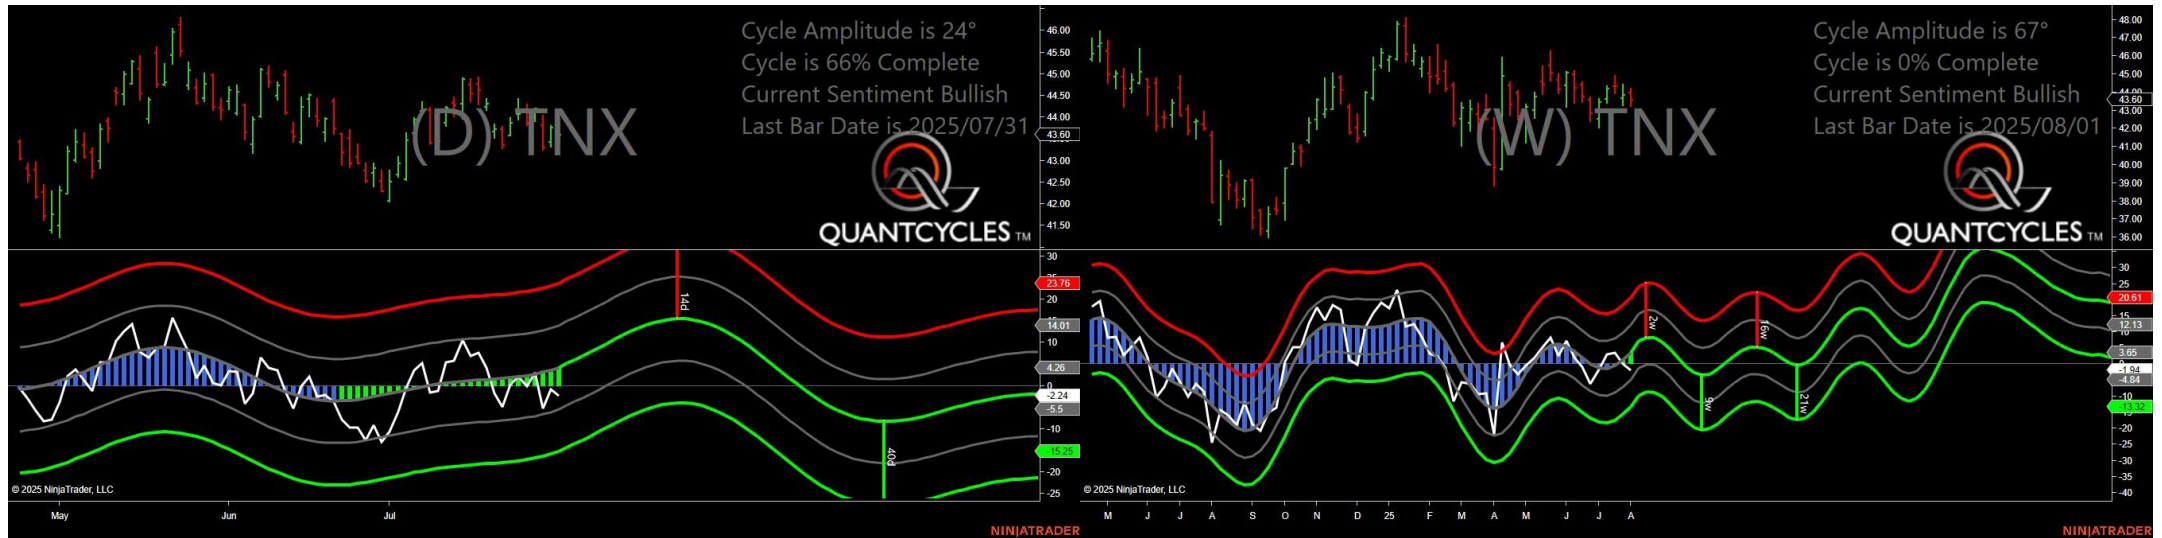 Cycle Amplitude is 24°
Cycle is 66% Complete
Current Sentiment Bullish
Last Bar Date is 2025/07/31
(D) TNX
QUANTCYCLES TM
46.00
45.50
45.00
44.50
44.00
43.60
43.00
42.50
42.00
41.50
30
23.76
20
14.01
10
4.26
0
-2.24
-5.5
-10
-15.25
-20
-25
14d
40d
© 2025 NinjaTrader, LLC
May Jun Jul
NINJATRADER
Cycle Amplitude is 67°
Cycle is 0% Complete
Current Sentiment Bullish
Last Bar Date is 2025/08/01
(W) TNX
QUANTCYCLES TM
48.00
47.00
46.00
45.00
44.00
43.60
43.00
42.00
41.00
40.00
39.00
38.00
37.00
36.00
30
25
20.61
15
12.13
3.65
-1.94
-4.84
-10
-13.32
-20
-25
-30
-35
-40
2w
16w
9w
21w
© 2025 NinjaTrader, LLC
M J J A S O N D 25 F M A M J J A
NINJATRADER